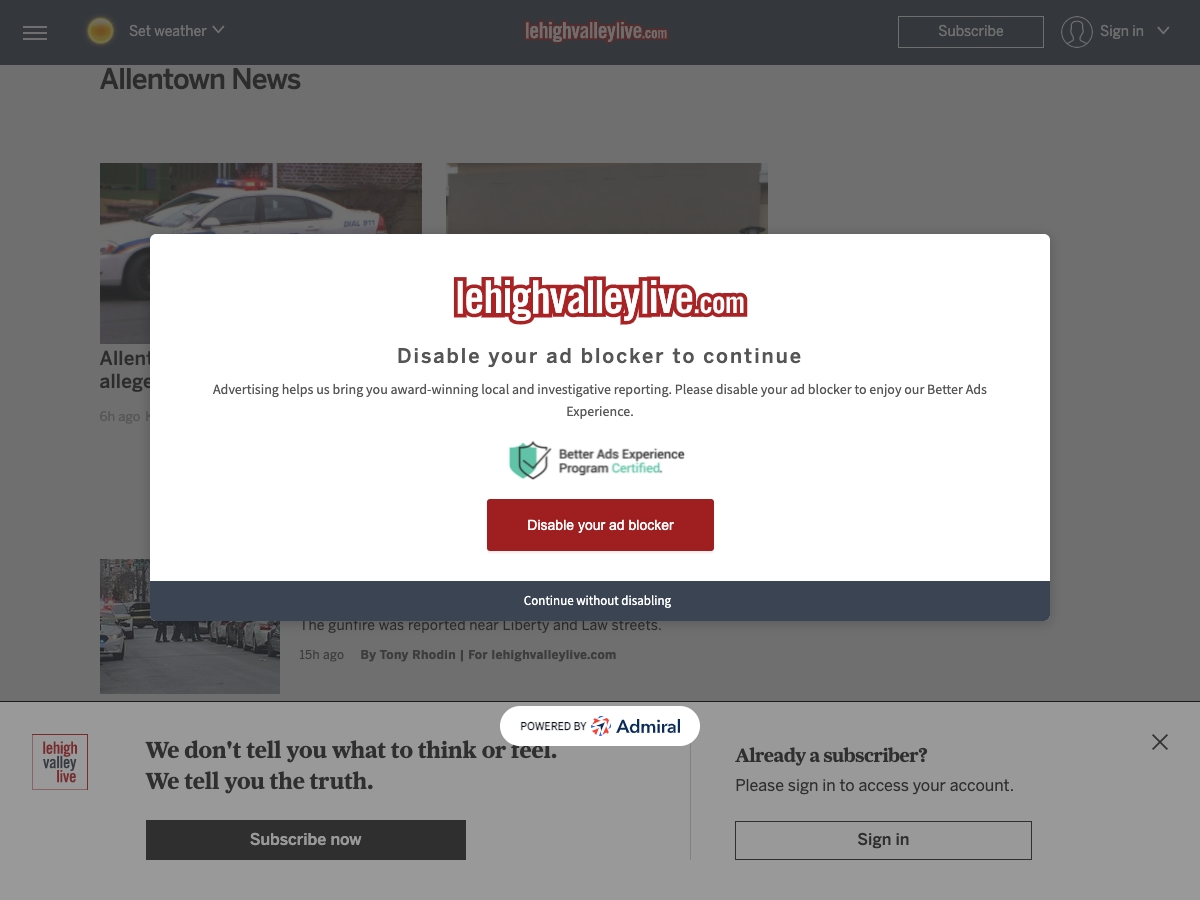 Set weather
lehighvalleylive.com
Subscribe
Sign in
Allentown News
DIAL 911
lehighvalleylive.com
Disable your ad blocker to continue
Advertising helps us bring you award-winning local and investigative reporting. Please disable your ad blocker to enjoy our Better Ads
Experience.
Better Ads Experience
Program Certified.
Disable your ad blocker
Continue without disabling
6h ago
The gunfire was reported near Liberty and Law streets.
15h ago By Tony Rhodin | For lehighvalleylive.com
POWERED BY Admiral
lehigh
valley
live
We don't tell you what to think or feel.
We tell you the truth.
Subscribe now
Already a subscriber?
Please sign in to access your account.
Sign in